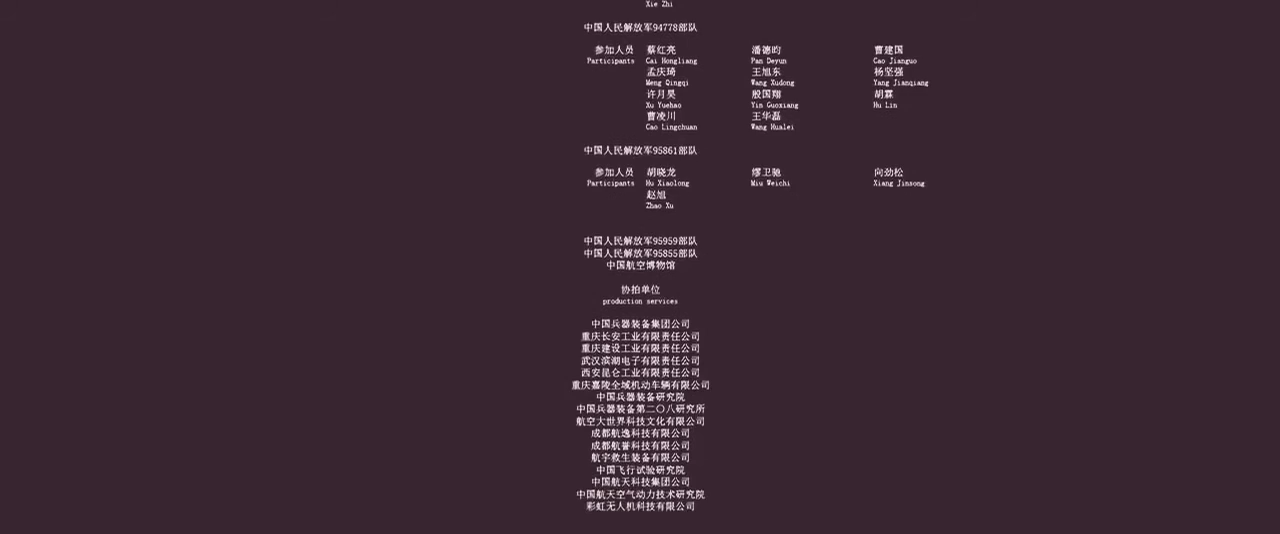 Xie Zhi
中国人民解放军94778部队
参加人员 蔡红亮 潘德昀 曹建国
Participants Cai Hongliang Pan Deyun Cao Jianguo
孟庆琦 王旭东 杨坚强
Meng Qingqi Wang Xudong Yang Jianqiang
许月昊 殷国翔 胡霖
Xu Yuehao Yin Guoxiang Hu Lin
曹凌川 王华磊
Cao Lingchuan Wang Hualei
中国人民解放军95861部队
参加人员 胡晓龙 缪卫驰 向劲松
Participants Hu Xiaolong Miu Weichi Xiang Jinsong
赵旭
Zhao Xu
中国人民解放军95959部队
中国人民解放军95855部队
中国航空博物馆
协拍单位
production services
中国兵器装备集团公司
重庆长安工业有限责任公司
重庆建设工业有限责任公司
武汉滨湖电子有限责任公司
西安昆仑工业有限责任公司
重庆嘉陵全域机动车辆有限公司
中国兵器装备研究院
中国兵器装备第二〇八研究所
航空大世界科技文化有限公司
成都航逸科技有限公司
成都航誉科技有限公司
航宇救生装备有限公司
中国飞行试验研究院
中国航天科技集团公司
中国航天空气动力技术研究院
彩虹无人机科技有限公司